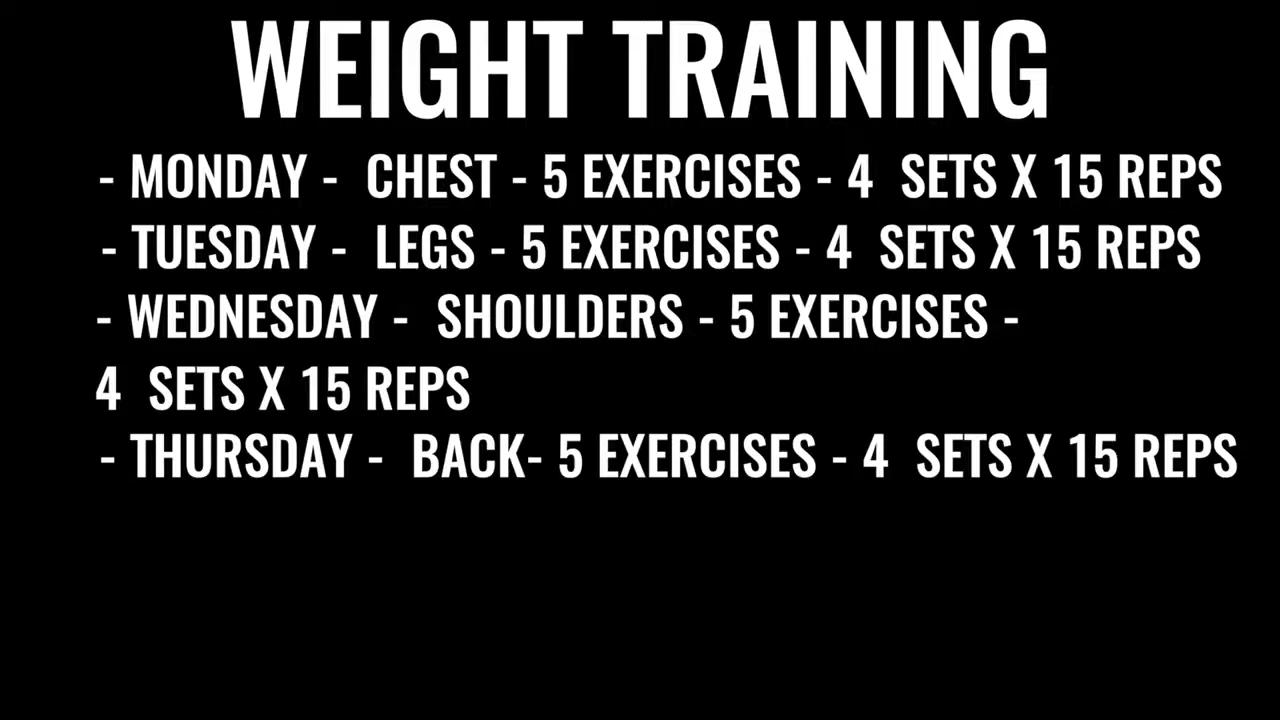 WEIGHT TRAINING
- MONDAY - CHEST - 5 EXERCISES - 4 SETS X 15 REPS
- TUESDAY - LEGS - 5 EXERCISES - 4 SETS X 15 REPS
- WEDNESDAY - SHOULDERS - 5 EXERCISES -
4 SETS X 15 REPS
- THURSDAY - BACK- 5 EXERCISES - 4 SETS X 15 REPS